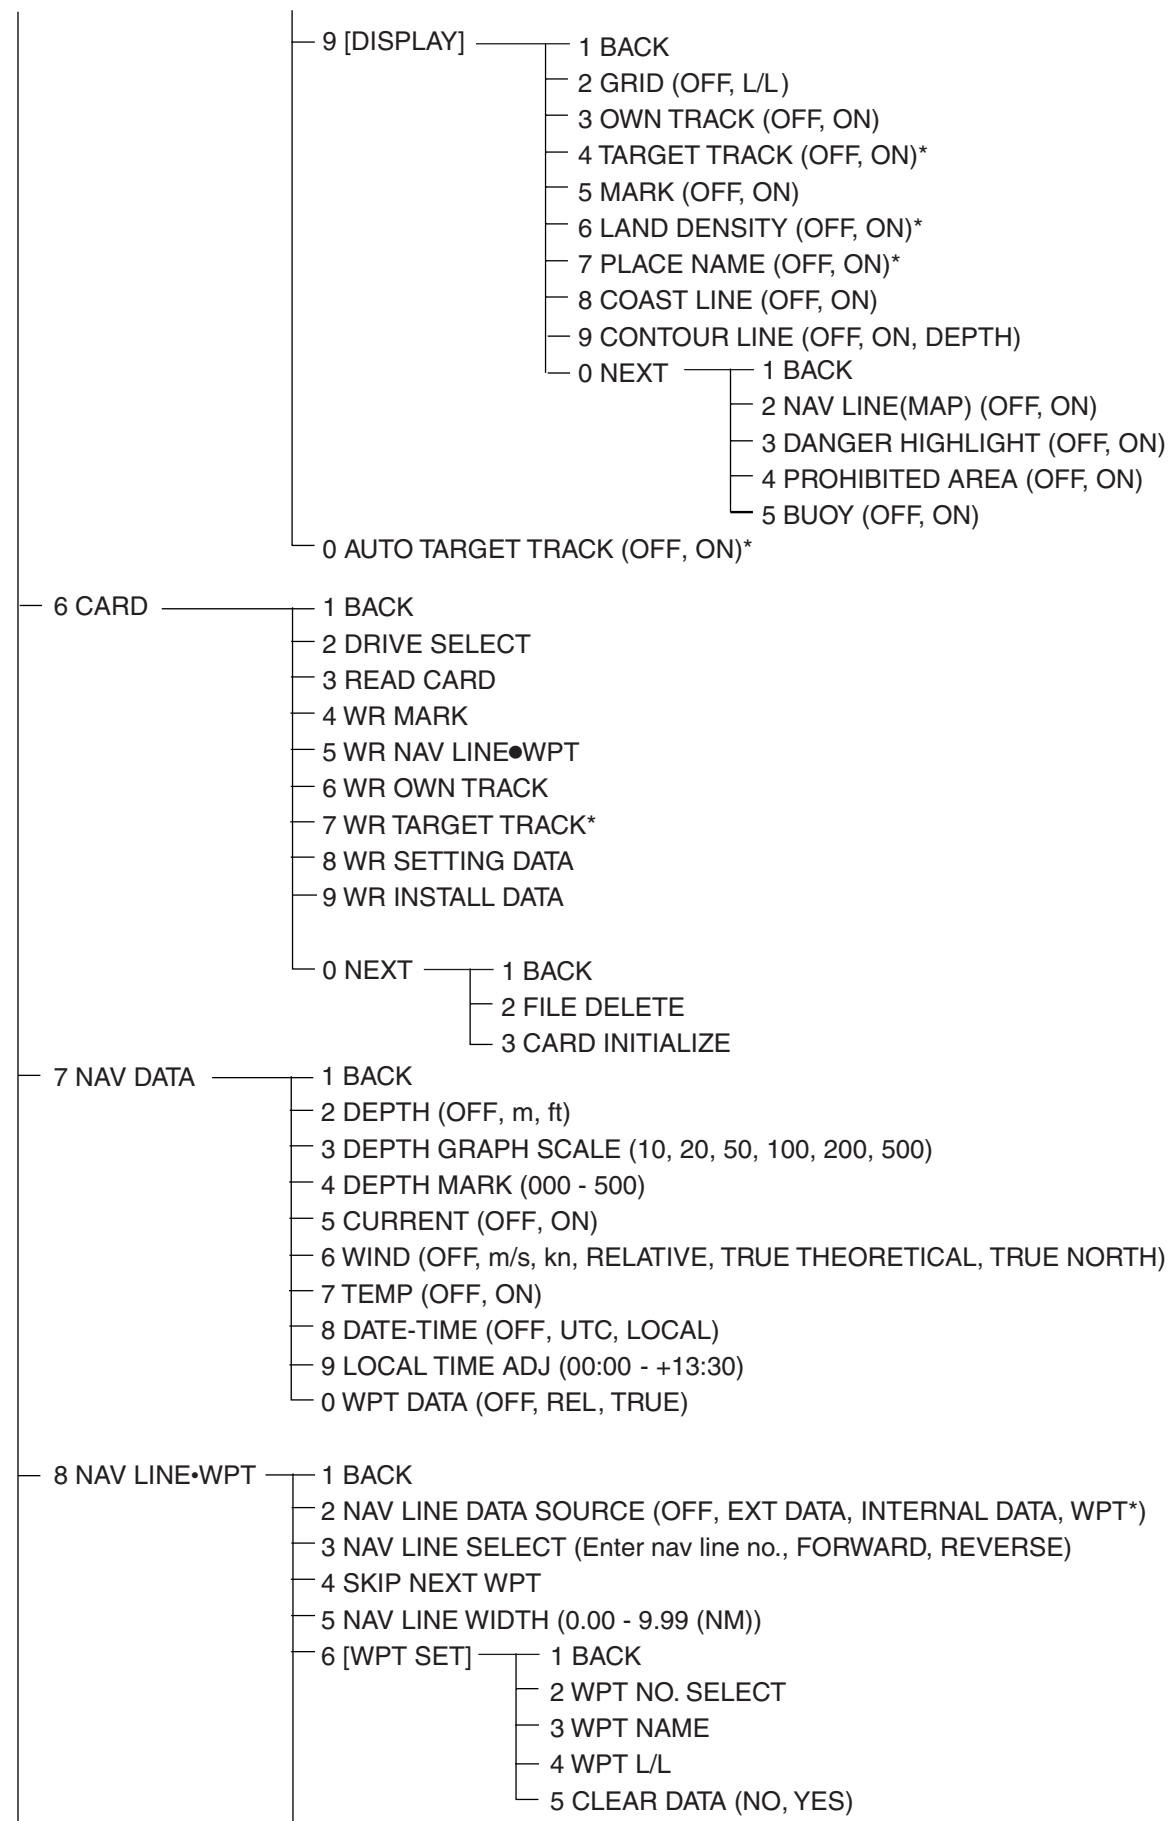 9 [DISPLAY]
1 BACK
2 GRID (OFF, L/L)
3 OWN TRACK (OFF, ON)
4 TARGET TRACK (OFF, ON)*
5 MARK (OFF, ON)
6 LAND DENSITY (OFF, ON)*
7 PLACE NAME (OFF, ON)*
8 COAST LINE (OFF, ON)
9 CONTOUR LINE (OFF, ON, DEPTH)
0 NEXT
1 BACK
2 NAV LINE(MAP) (OFF, ON)
3 DANGER HIGHLIGHT (OFF, ON)
4 PROHIBITED AREA (OFF, ON)
5 BUOY (OFF, ON)
0 AUTO TARGET TRACK (OFF, ON)*
6 CARD
1 BACK
2 DRIVE SELECT
3 READ CARD
4 WR MARK
5 WR NAV LINE●WPT
6 WR OWN TRACK
7 WR TARGET TRACK*
8 WR SETTING DATA
9 WR INSTALL DATA
0 NEXT
1 BACK
2 FILE DELETE
3 CARD INITIALIZE
7 NAV DATA
1 BACK
2 DEPTH (OFF, m, ft)
3 DEPTH GRAPH SCALE (10, 20, 50, 100, 200, 500)
4 DEPTH MARK (000 - 500)
5 CURRENT (OFF, ON)
6 WIND (OFF, m/s, kn, RELATIVE, TRUE THEORETICAL, TRUE NORTH)
7 TEMP (OFF, ON)
8 DATE-TIME (OFF, UTC, LOCAL)
9 LOCAL TIME ADJ (00:00 - +13:30)
0 WPT DATA (OFF, REL, TRUE)
8 NAV LINE•WPT
1 BACK
2 NAV LINE DATA SOURCE (OFF, EXT DATA, INTERNAL DATA, WPT*)
3 NAV LINE SELECT (Enter nav line no., FORWARD, REVERSE)
4 SKIP NEXT WPT
5 NAV LINE WIDTH (0.00 - 9.99 (NM))
6 [WPT SET]
1 BACK
2 WPT NO. SELECT
3 WPT NAME
4 WPT L/L
5 CLEAR DATA (NO, YES)